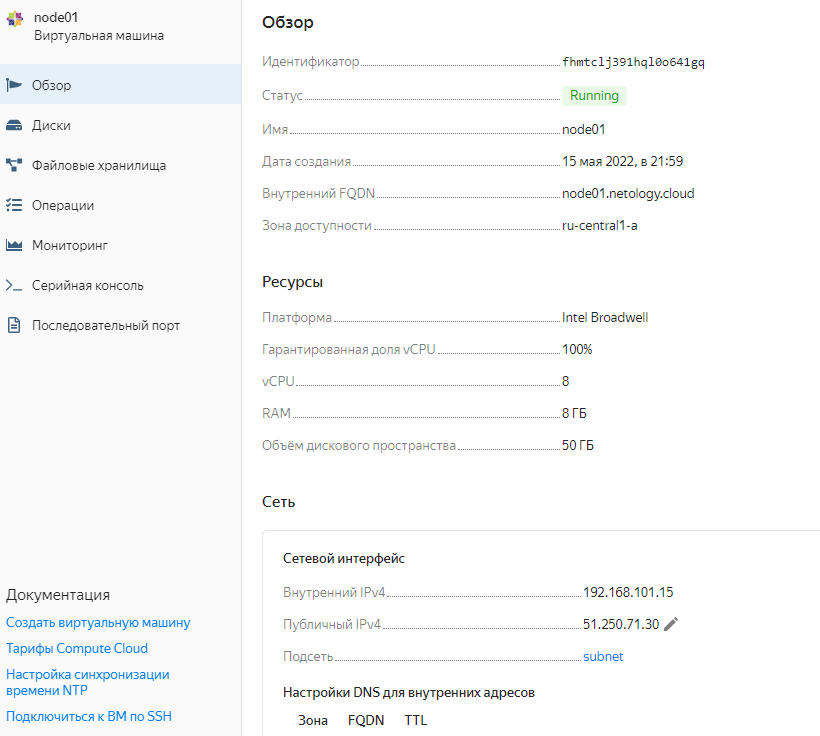 node01
Виртуальная машина
Обзор
Диски
Файловые хранилища
Операции
Мониторинг
Серийная консоль
Последовательный порт
Документация
Создать виртуальную машину
Тарифы Compute Cloud
Настройка синхронизации
времени NTP
Подключиться к ВМ по SSH
Обзор
Идентификатор fhmtclj391hql0o641gq
Статус Running
Имя node01
Дата создания 15 мая 2022, в 21:59
Внутренний FQDN node01.netology.cloud
Зона доступности ru-central1-a
Ресурсы
Платформа Intel Broadwell
Гарантированная доля vCPU 100%
vCPU 8
RAM 8 ГБ
Объём дискового пространства 50 ГБ
Сеть
Сетевой интерфейс
Внутренний IPv4 192.168.101.15
Публичный IPv4 51.250.71.30
Подсеть subnet
Настройки DNS для внутренних адресов
Зона FQDN TTL